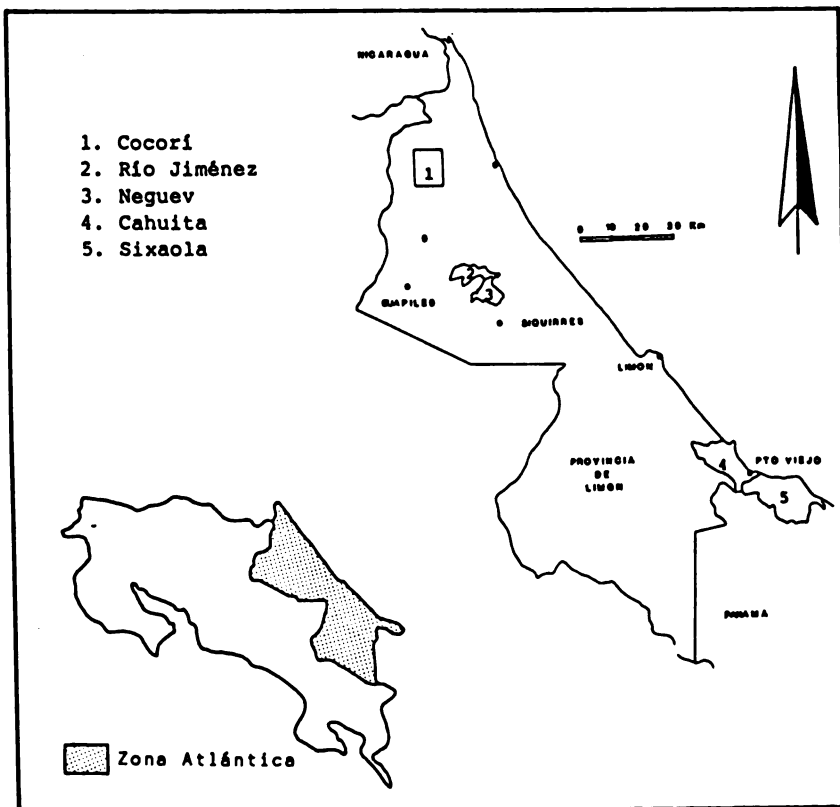 NICARAGUA
1. Cocorí
2. Río Jiménez
3. Neguev
4. Cahuita
5. Sixaola
1
0 10 20 30 Km
2
3
GUAPILES
SIQUIRRES
LIMON
PROVINCIA
DE
LIMON
4
PTO VIEJO
5
PANAMA
Zona Atlántica